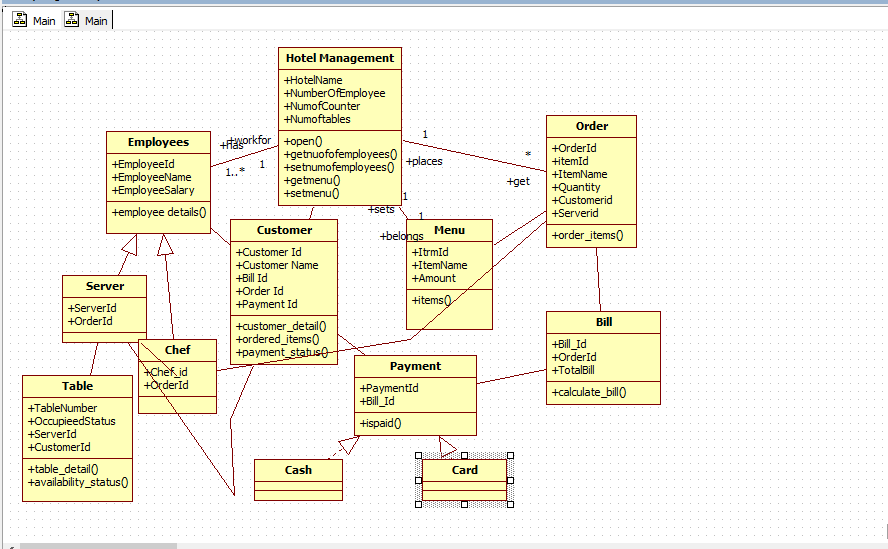 Main
Main
Hotel Management
+HotelName
+NumberOfEmployee
+NumofCounter
+Numoftables
+open()
+getnuofofemployees()
+setnumofemployees()
+getmenu()
+setmenu()
Employees
+EmployeeId
+EmployeeName
+EmployeeSalary
+employee details()
+has
+workfor
1..*
1
1
+places
*
+get
Order
+OrderId
+itemId
+ItemName
+Quantity
+Customerid
+Serverid
+order_items()
1
+sets
1
+belongs
Customer
+Customer Id
+Customer Name
+Bill Id
+Order Id
+Payment Id
+customer_detail()
+ordered_items()
+payment_status()
Menu
+ItrmId
+ItemName
+Amount
+items()
Server
+ServerId
+OrderId
Chef
+Chef_id
+OrderId
Bill
+Bill_Id
+OrderId
+TotalBill
+calculate_bill()
Payment
+PaymentId
+Bill_Id
+ispaid()
Table
+TableNumber
+OccupieedStatus
+ServerId
+CustomerId
+table_detail()
+availability_status()
Cash
Card